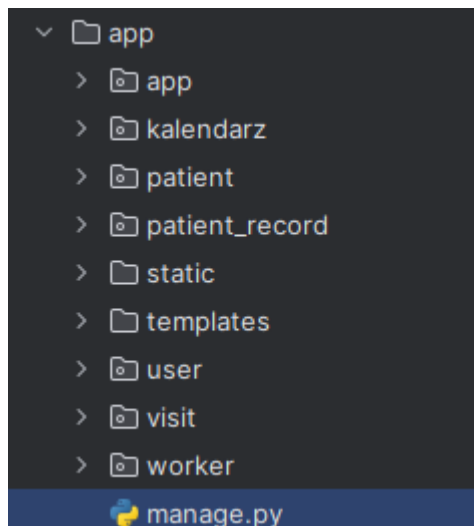 app
app
kalendarz
patient
patient_record
static
templates
user
visit
worker
manage.py